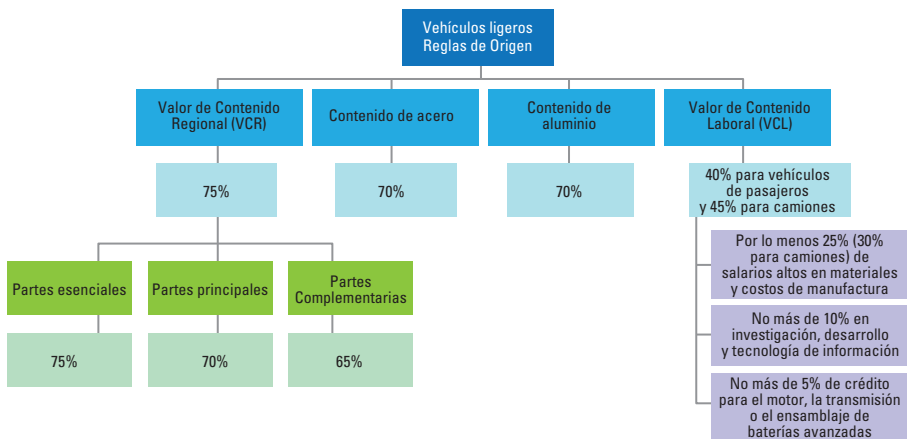 Vehículos ligeros
Reglas de Origen
Valor de Contenido
Regional (VCR)
Contenido de acero
Contenido de
aluminio
Valor de Contenido
Laboral (VCL)
75%
70%
70%
40% para vehículos
de pasajeros
y 45% para camiones
Partes esenciales
Partes principales
Partes
Complementarias
75%
70%
65%
Por lo menos 25% (30%
para camiones) de
salarios altos en materiales
y costos de manufactura
No más de 10% en
investigación, desarrollo
y tecnología de información
No más de 5% de crédito
para el motor, la transmisión
o el ensamblaje de
baterías avanzadas